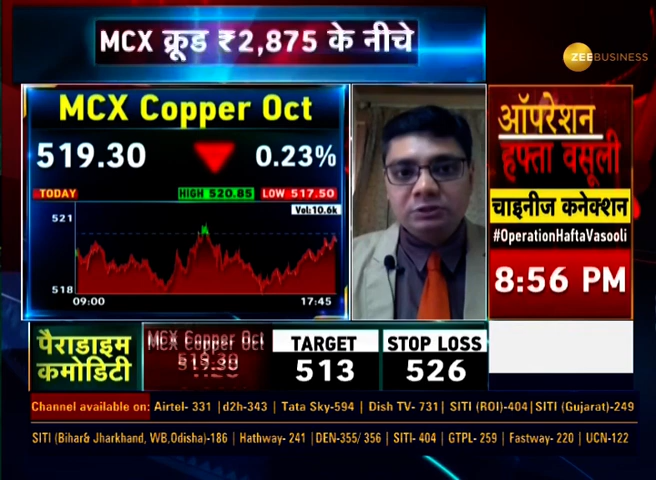 MCX क्रूड ₹2,875 के नीचे
ZEE BUSINESS
MCX Copper Oct
519.30
0.23%
TODAY
HIGH 520.85
LOW 517.50
Vol:10.6k
521
518
09:00
17:45
ऑपरेशन
हफ्ता वसूली
चाइनीज कनेक्शन
#OperationHaftaVasooli
8:56 PM
पैराडाइम
कमोडिटी
MCX Copper Oct
519.30
TARGET
513
STOP LOSS
526
Channel available on: Airtel- 331 |d2h-343 | Tata Sky-594 | Dish TV- 731| SITI (ROI)-404|SITI (Gujarat)-249
SITI (Bihar& Jharkhand, WB,Odisha)-186 | Hathway- 241 |DEN-355/ 356 | SITI- 404 | GTPL- 259 | Fastway- 220 | UCN-122